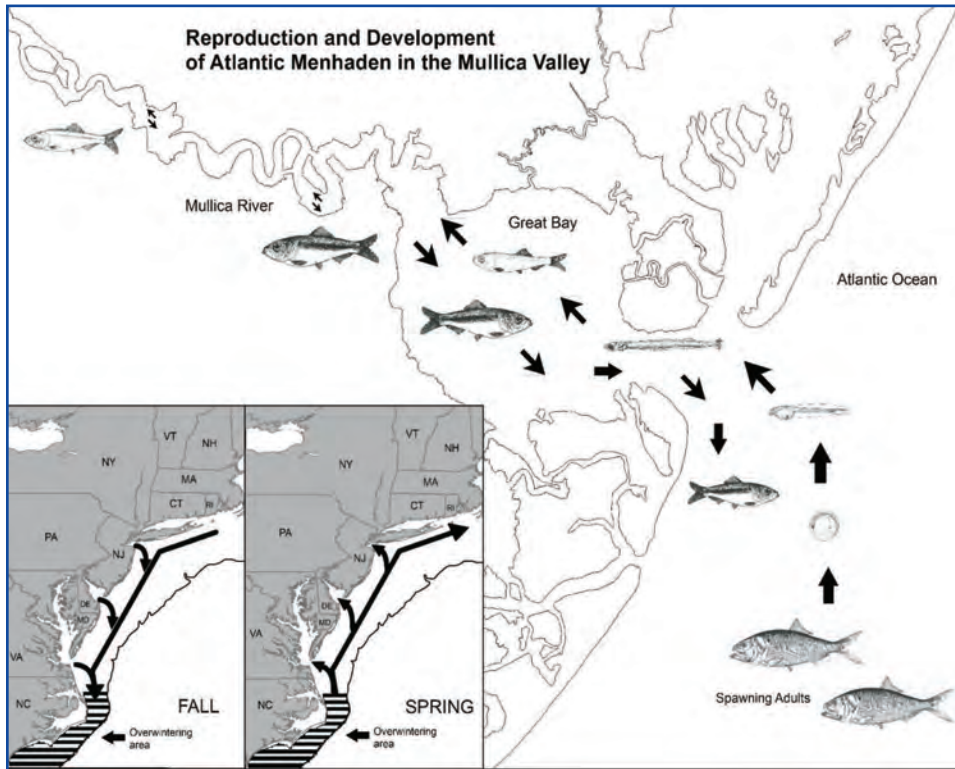 Reproduction and Development
of Atlantic Menhaden in the Mullica Valley
Mullica River
Great Bay
Atlantic Ocean
Spawning Adults
VT
NH
NY
MA
CT
RI
PA
NJ
DE
MD
VA
NC
FALL
Overwintering
area
VT
NH
NY
MA
CT
RI
PA
NJ
DE
MD
VA
NC
SPRING
Overwintering
area